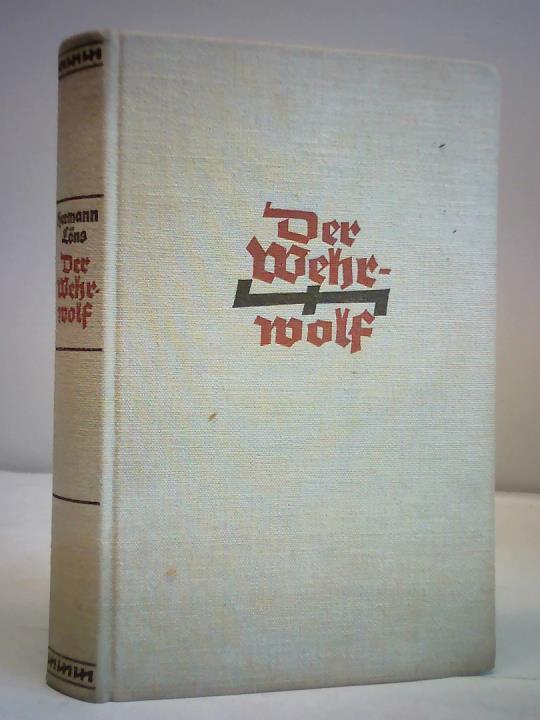 Hermann
Löns
Der
Wehr-
wolf
Der
Wehr-
wolf